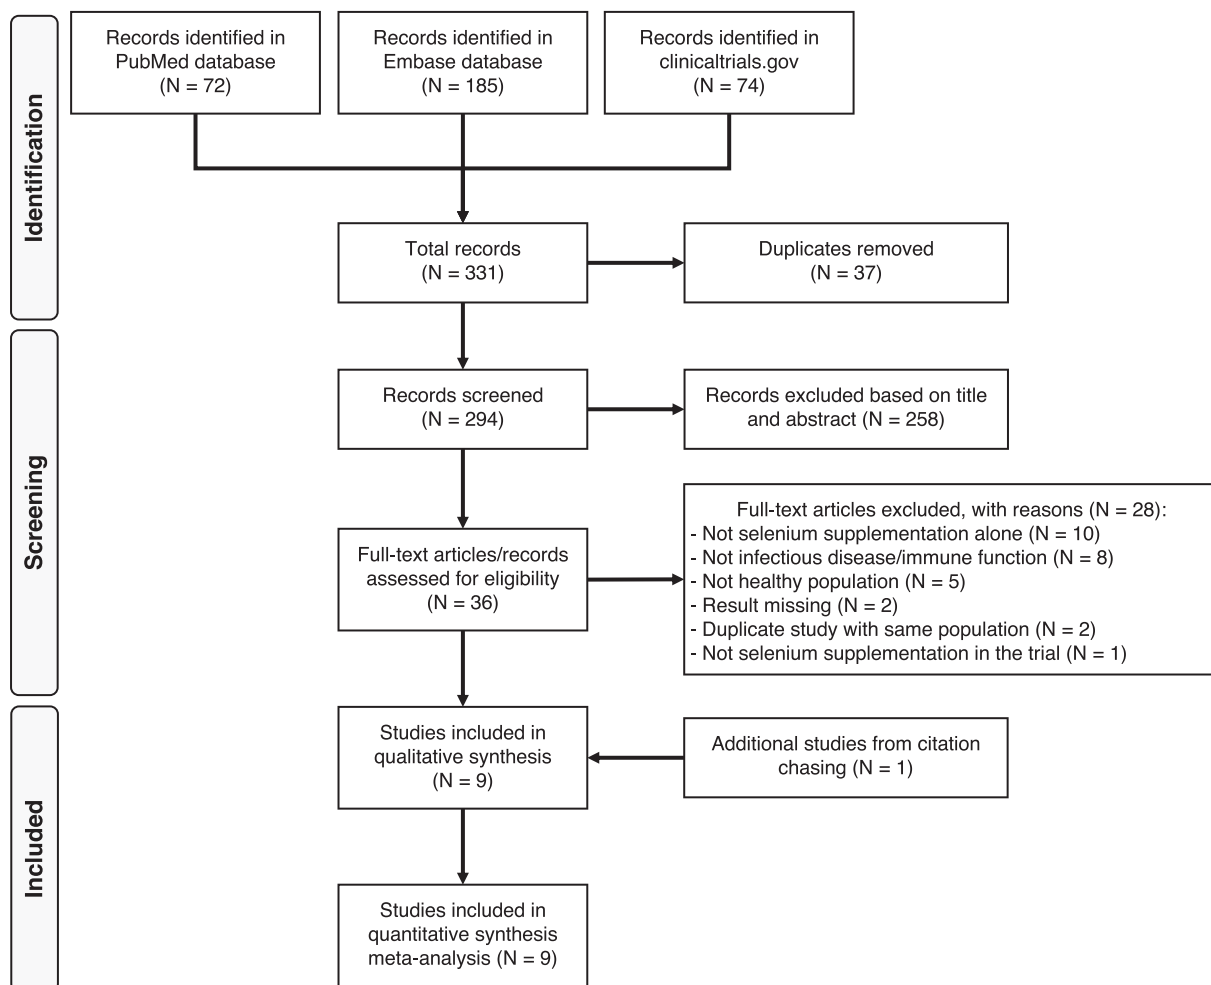 Identification
Records identified in
PubMed database
(N = 72)
Records identified in
Embase database
(N = 185)
Records identified in
clinicaltrials.gov
(N = 74)
Total records
(N = 331)
Duplicates removed
(N = 37)
Screening
Records screened
(N = 294)
Records excluded based on title
and abstract (N = 258)
Full-text articles/records
assessed for eligibility
(N = 36)
Full-text articles excluded, with reasons (N = 28):
- Not selenium supplementation alone (N = 10)
- Not infectious disease/immune function (N = 8)
- Not healthy population (N = 5)
- Result missing (N = 2)
- Duplicate study with same population (N = 2)
- Not selenium supplementation in the trial (N = 1)
Included
Studies included in
qualitative synthesis
(N = 9)
Additional studies from citation
chasing (N = 1)
Studies included in
quantitative synthesis
meta-analysis (N = 9)